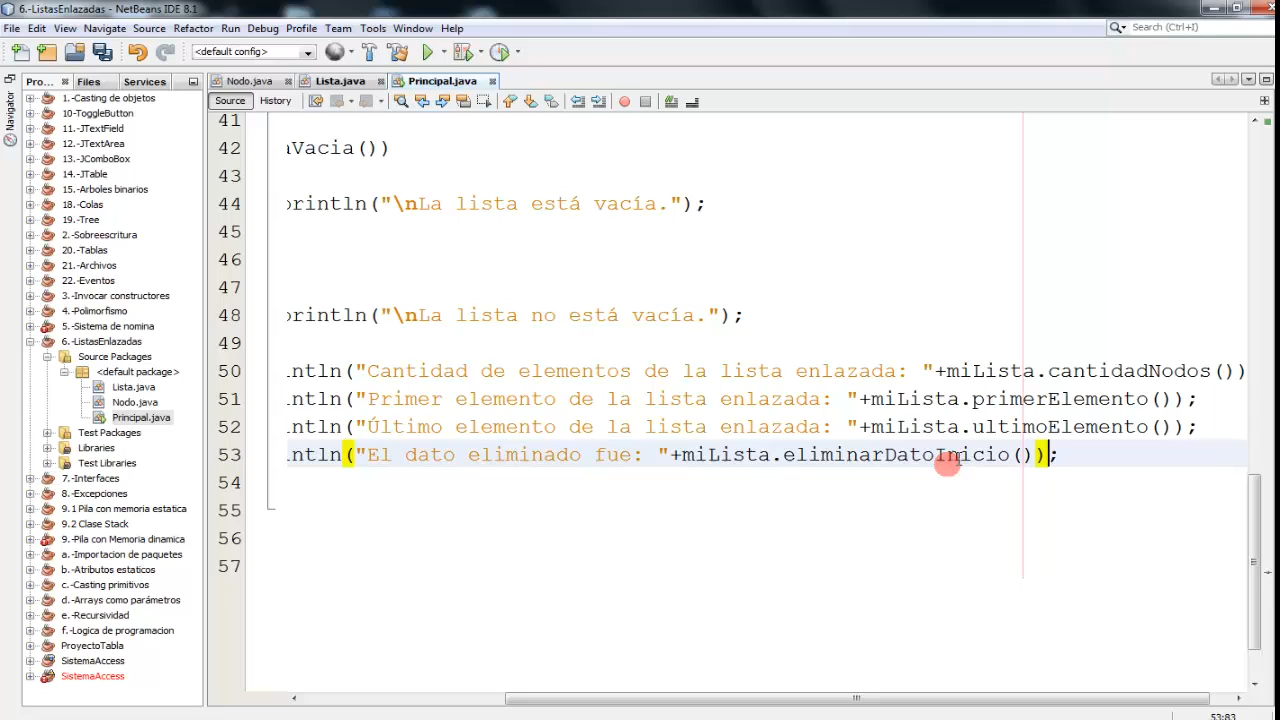 6.-ListasEnlazadas - NetBeans IDE 8.1
File Edit View Navigate Source Refactor Run Debug Profile Team Tools Window Help
Search (Ctrl+I)
<default config>
Pro... Files Services
Nodo.java Lista.java Principal.java
Source History
Navigator
1.-Casting de objetos
10-ToggleButton
11.-JTextField
12.-JTextArea
13.-JComboBox
14.-JTable
15.-Arboles binarios
18.-Colas
19.-Tree
2.-Sobreescritura
20.-Tablas
21.-Archivos
22.-Eventos
3.-Invocar constructores
4.-Polimorfismo
5.-Sistema de nomina
6.-ListasEnlazadas
Source Packages
<default package>
Lista.java
Nodo.java
Principal.java
Test Packages
Libraries
Test Libraries
7.-Interfaces
8.-Excepciones
9.1 Pila con memoria estatica
9.2 Clase Stack
9.-Pila con Memoria dinamica
a.-Importacion de paquetes
b.-Atributos estaticos
c.-Casting primitivos
d.-Arrays como parámetros
e.-Recursividad
f.-Logica de programacion
ProyectoTabla
SistemaAccess
SistemaAccess
41
42 aVacia())
43
44 println("\nLa lista está vacía.");
45
46
47
48 println("\nLa lista no está vacía.");
49
50 intln("Cantidad de elementos de la lista enlazada: "+miLista.cantidadNodos())
51 intln("Primer elemento de la lista enlazada: "+miLista.primerElemento());
52 intln("Último elemento de la lista enlazada: "+miLista.ultimoElemento());
53 intln("El dato eliminado fue: "+miLista.eliminarDatoInicio());
54
55
56
57
53:83